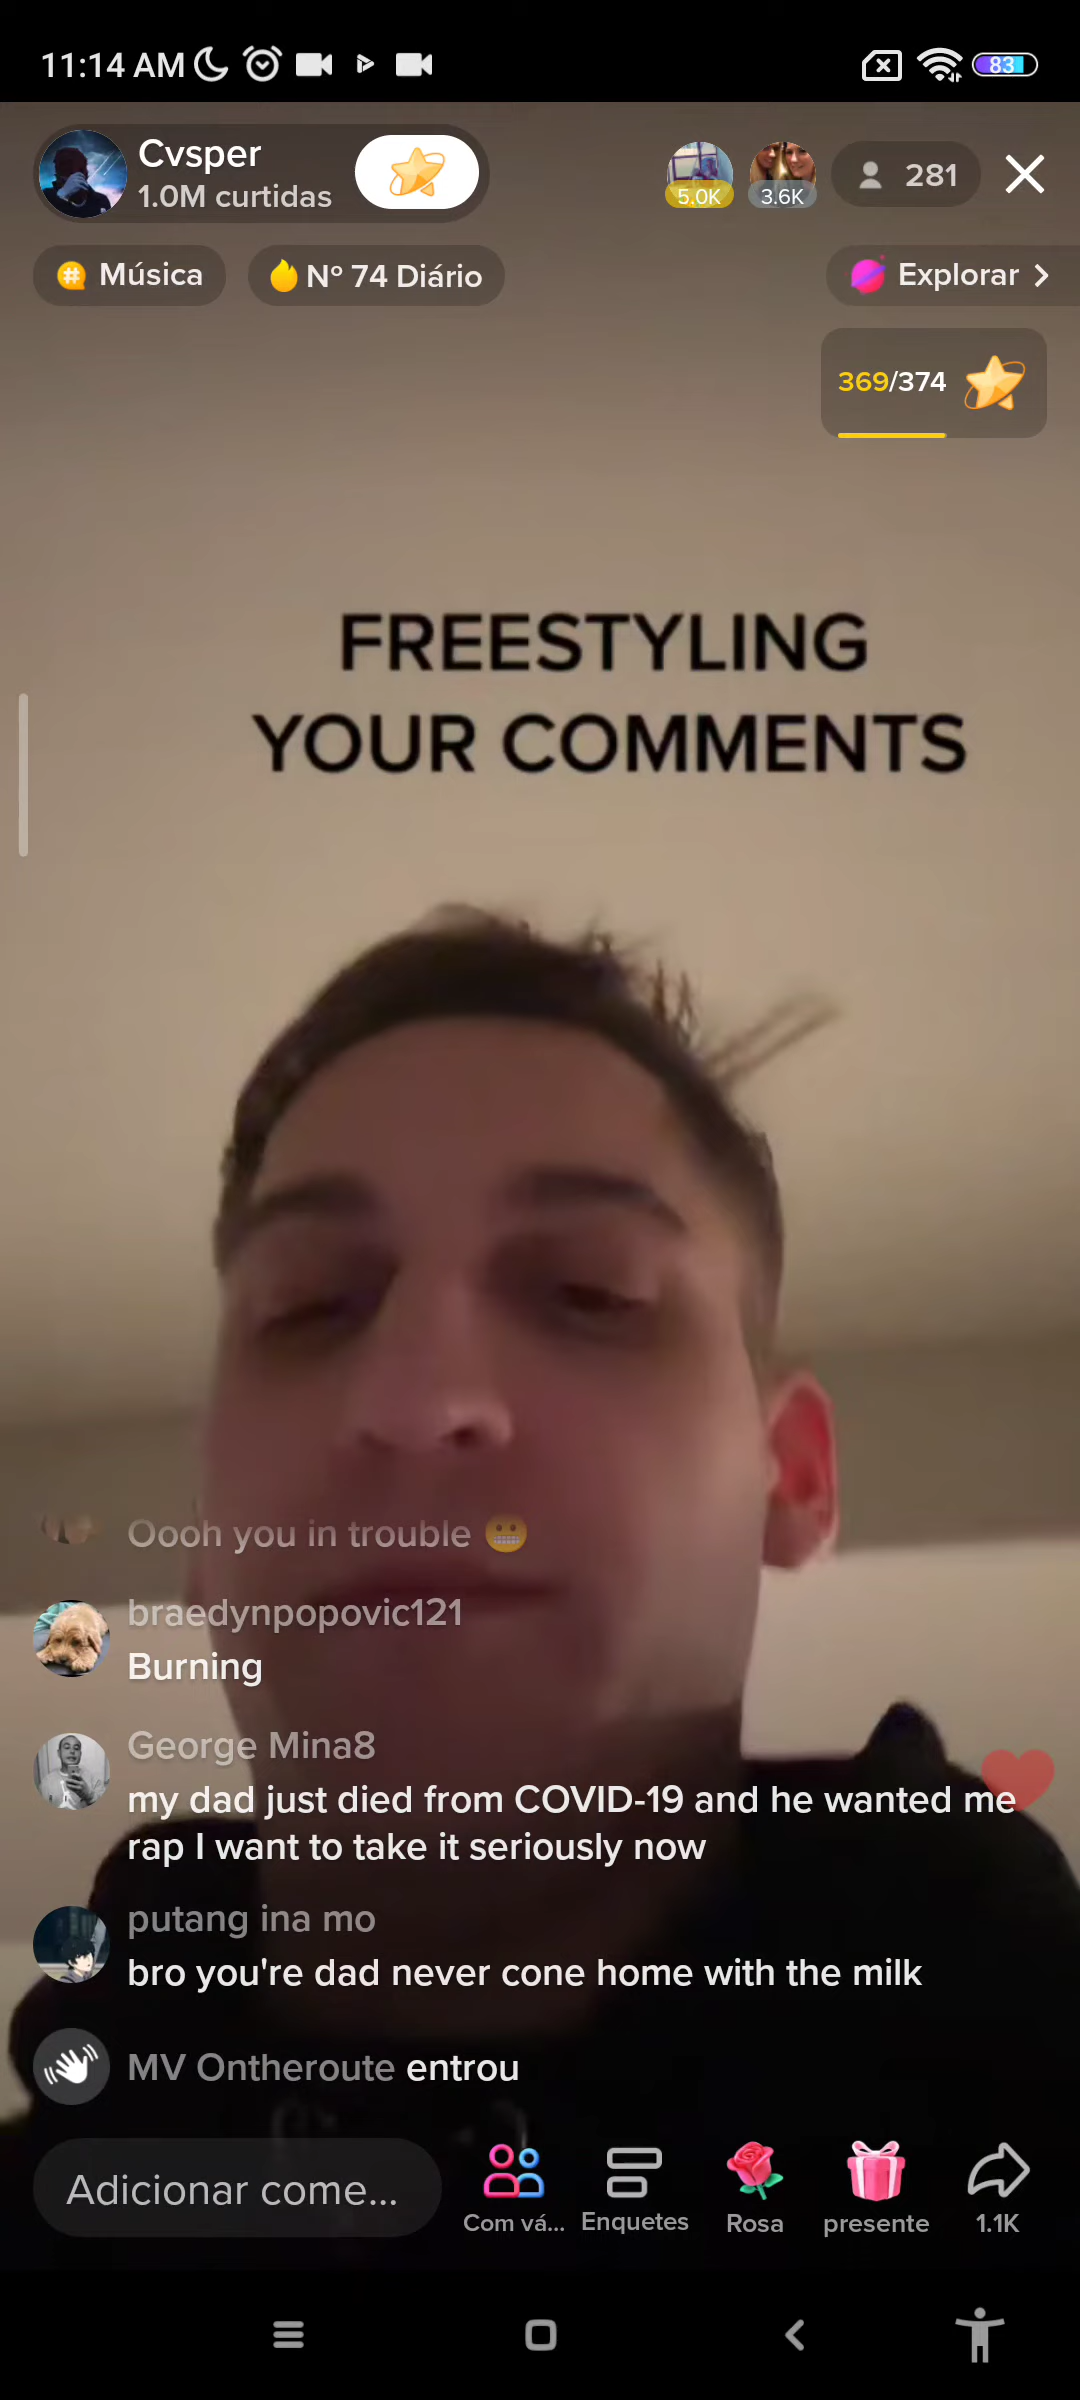 11:14 AM
83
Cvsper
1.0M curtidas
5.0K
3.6K
281
Música
Nº 74 Diário
Explorar
369/374
FREESTYLING
YOUR COMMENTS
Oooh you in trouble 😬
braedynpopovic121
Burning
George Mina8
my dad just died from COVID-19 and he wanted me
rap I want to take it seriously now
putang ina mo
bro you're dad never cone home with the milk
MV Ontheroute entrou
Adicionar come...
Com vá...
Enquetes
Rosa
presente
1.1K